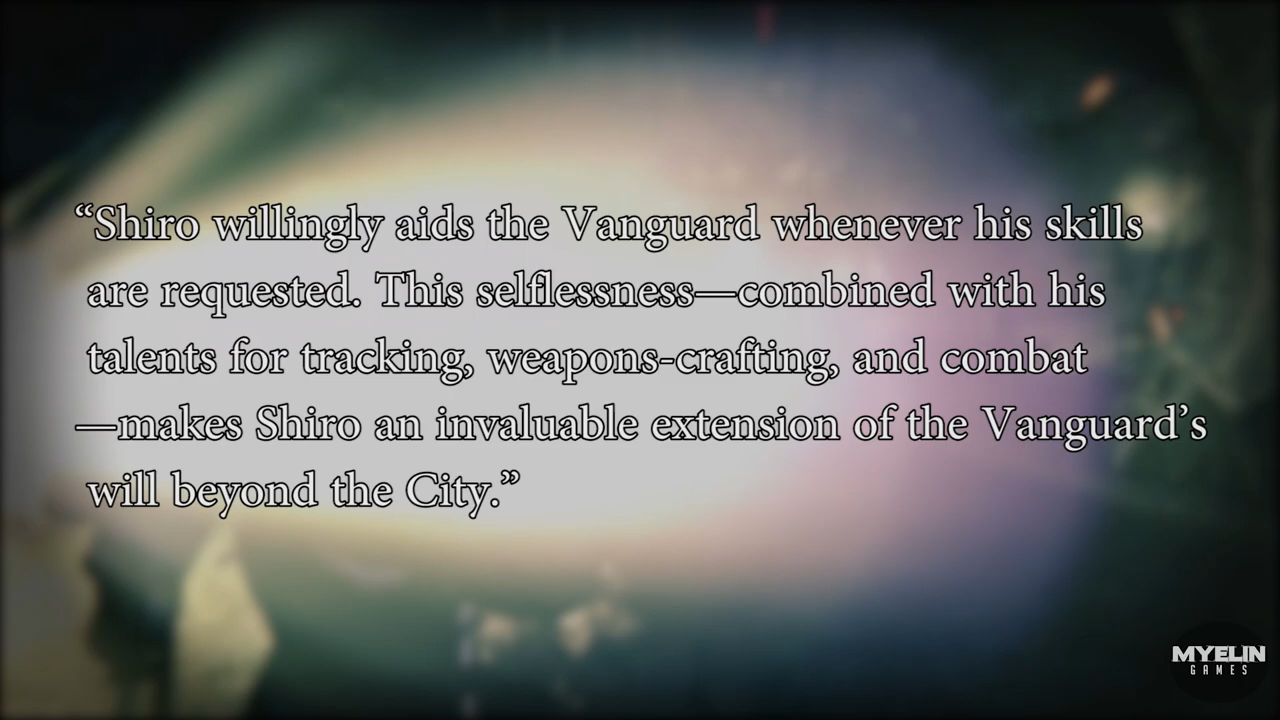 “Shiro willingly aids the Vanguard whenever his skills
are requested. This selflessness—combined with his
talents for tracking, weapons-crafting, and combat
—makes Shiro an invaluable extension of the Vanguard’s
will beyond the City.”
MYELIN
GAMES